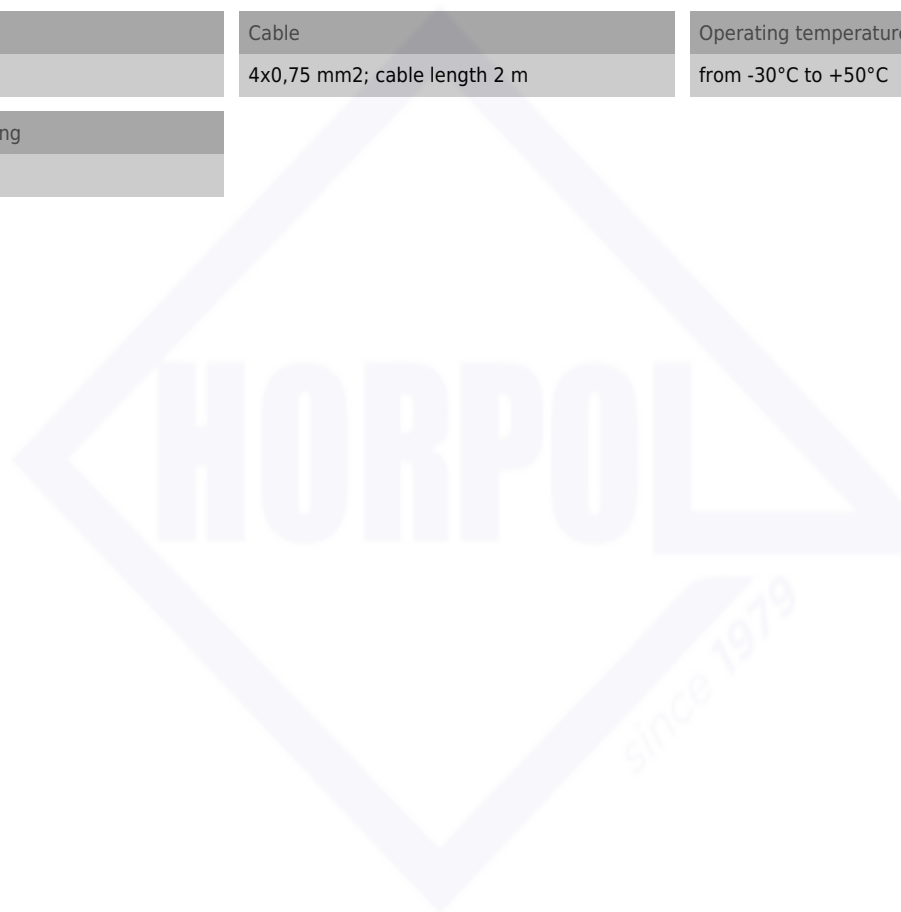 Cable
Operating temperature
4x0,75 mm2; cable length 2 m
from -30°C to +50°C
ng
HORPOL
since 1979